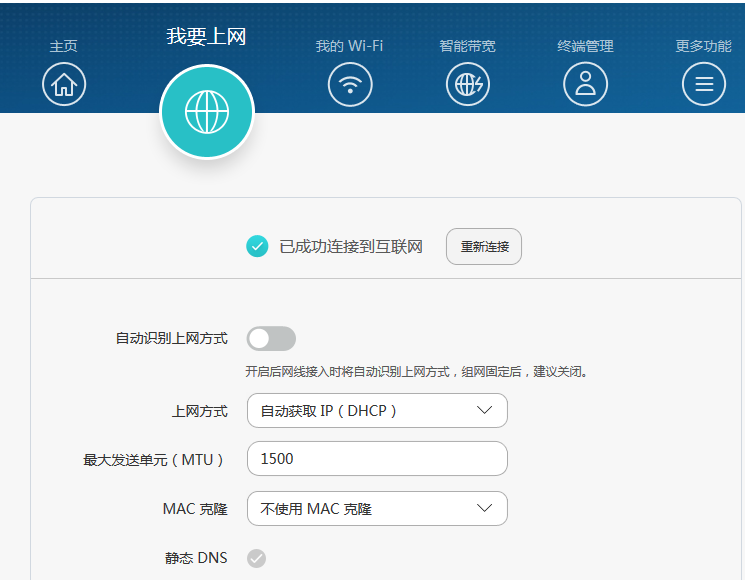 主页
我要上网
我的 Wi-Fi
智能带宽
终端管理
更多功能
已成功连接到互联网
重新连接
自动识别上网方式
开启后网线接入时将自动识别上网方式，组网固定后，建议关闭。
上网方式
自动获取 IP（DHCP）
最大发送单元（MTU）
1500
MAC 克隆
不使用 MAC 克隆
静态 DNS